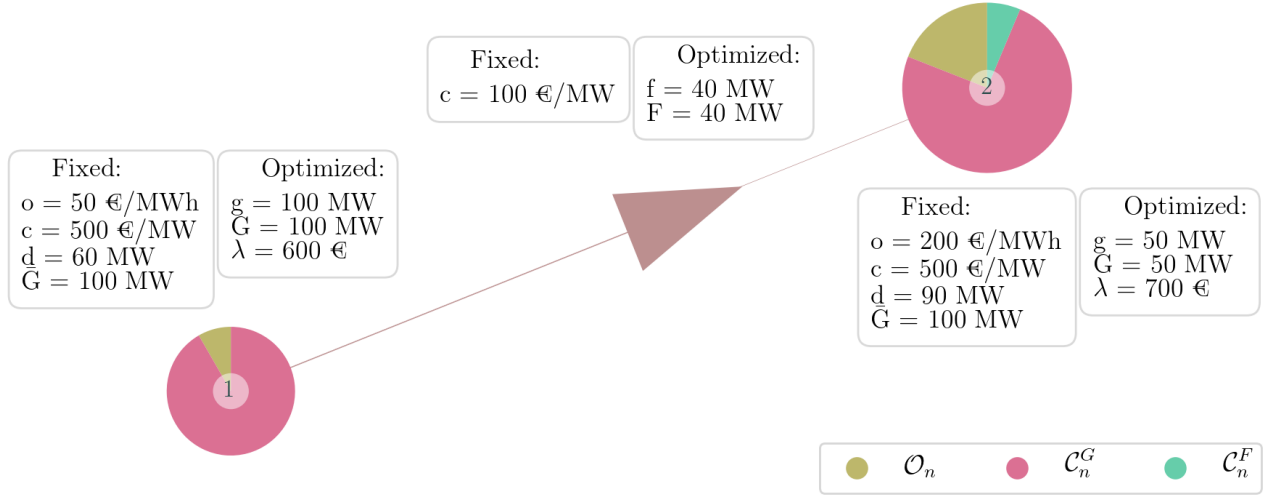 Fixed:
c = 100 €/MW
Optimized:
f = 40 MW
F = 40 MW
2
Fixed:
o = 50 €/MWh
c = 500 €/MW
d = 60 MW
Ḡ = 100 MW
Optimized:
g = 100 MW
G = 100 MW
λ = 600 €
Fixed:
o = 200 €/MWh
c = 500 €/MW
d = 90 MW
Ḡ = 100 MW
Optimized:
g = 50 MW
G = 50 MW
λ = 700 €
1
𝒪ₙ 𝒞ₙᴳ 𝒞ₙᶠ